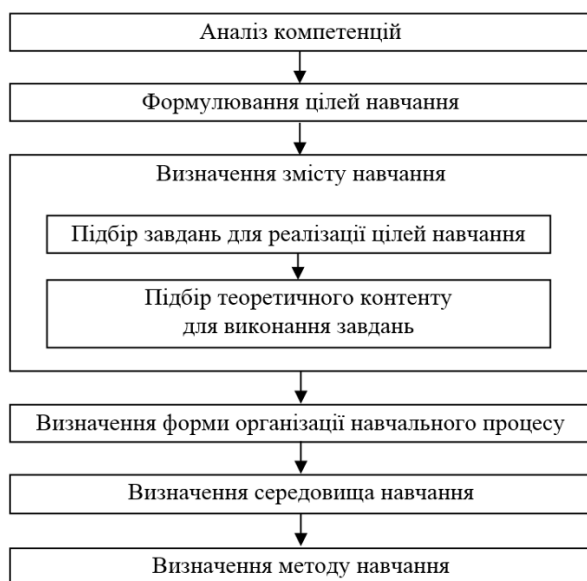 Аналіз компетенцій
Формулювання цілей навчання
Визначення змісту навчання
Підбір завдань для реалізації цілей навчання
Підбір теоретичного контенту
для виконання завдань
Визначення форми організації навчального процесу
Визначення середовища навчання
Визначення методу навчання